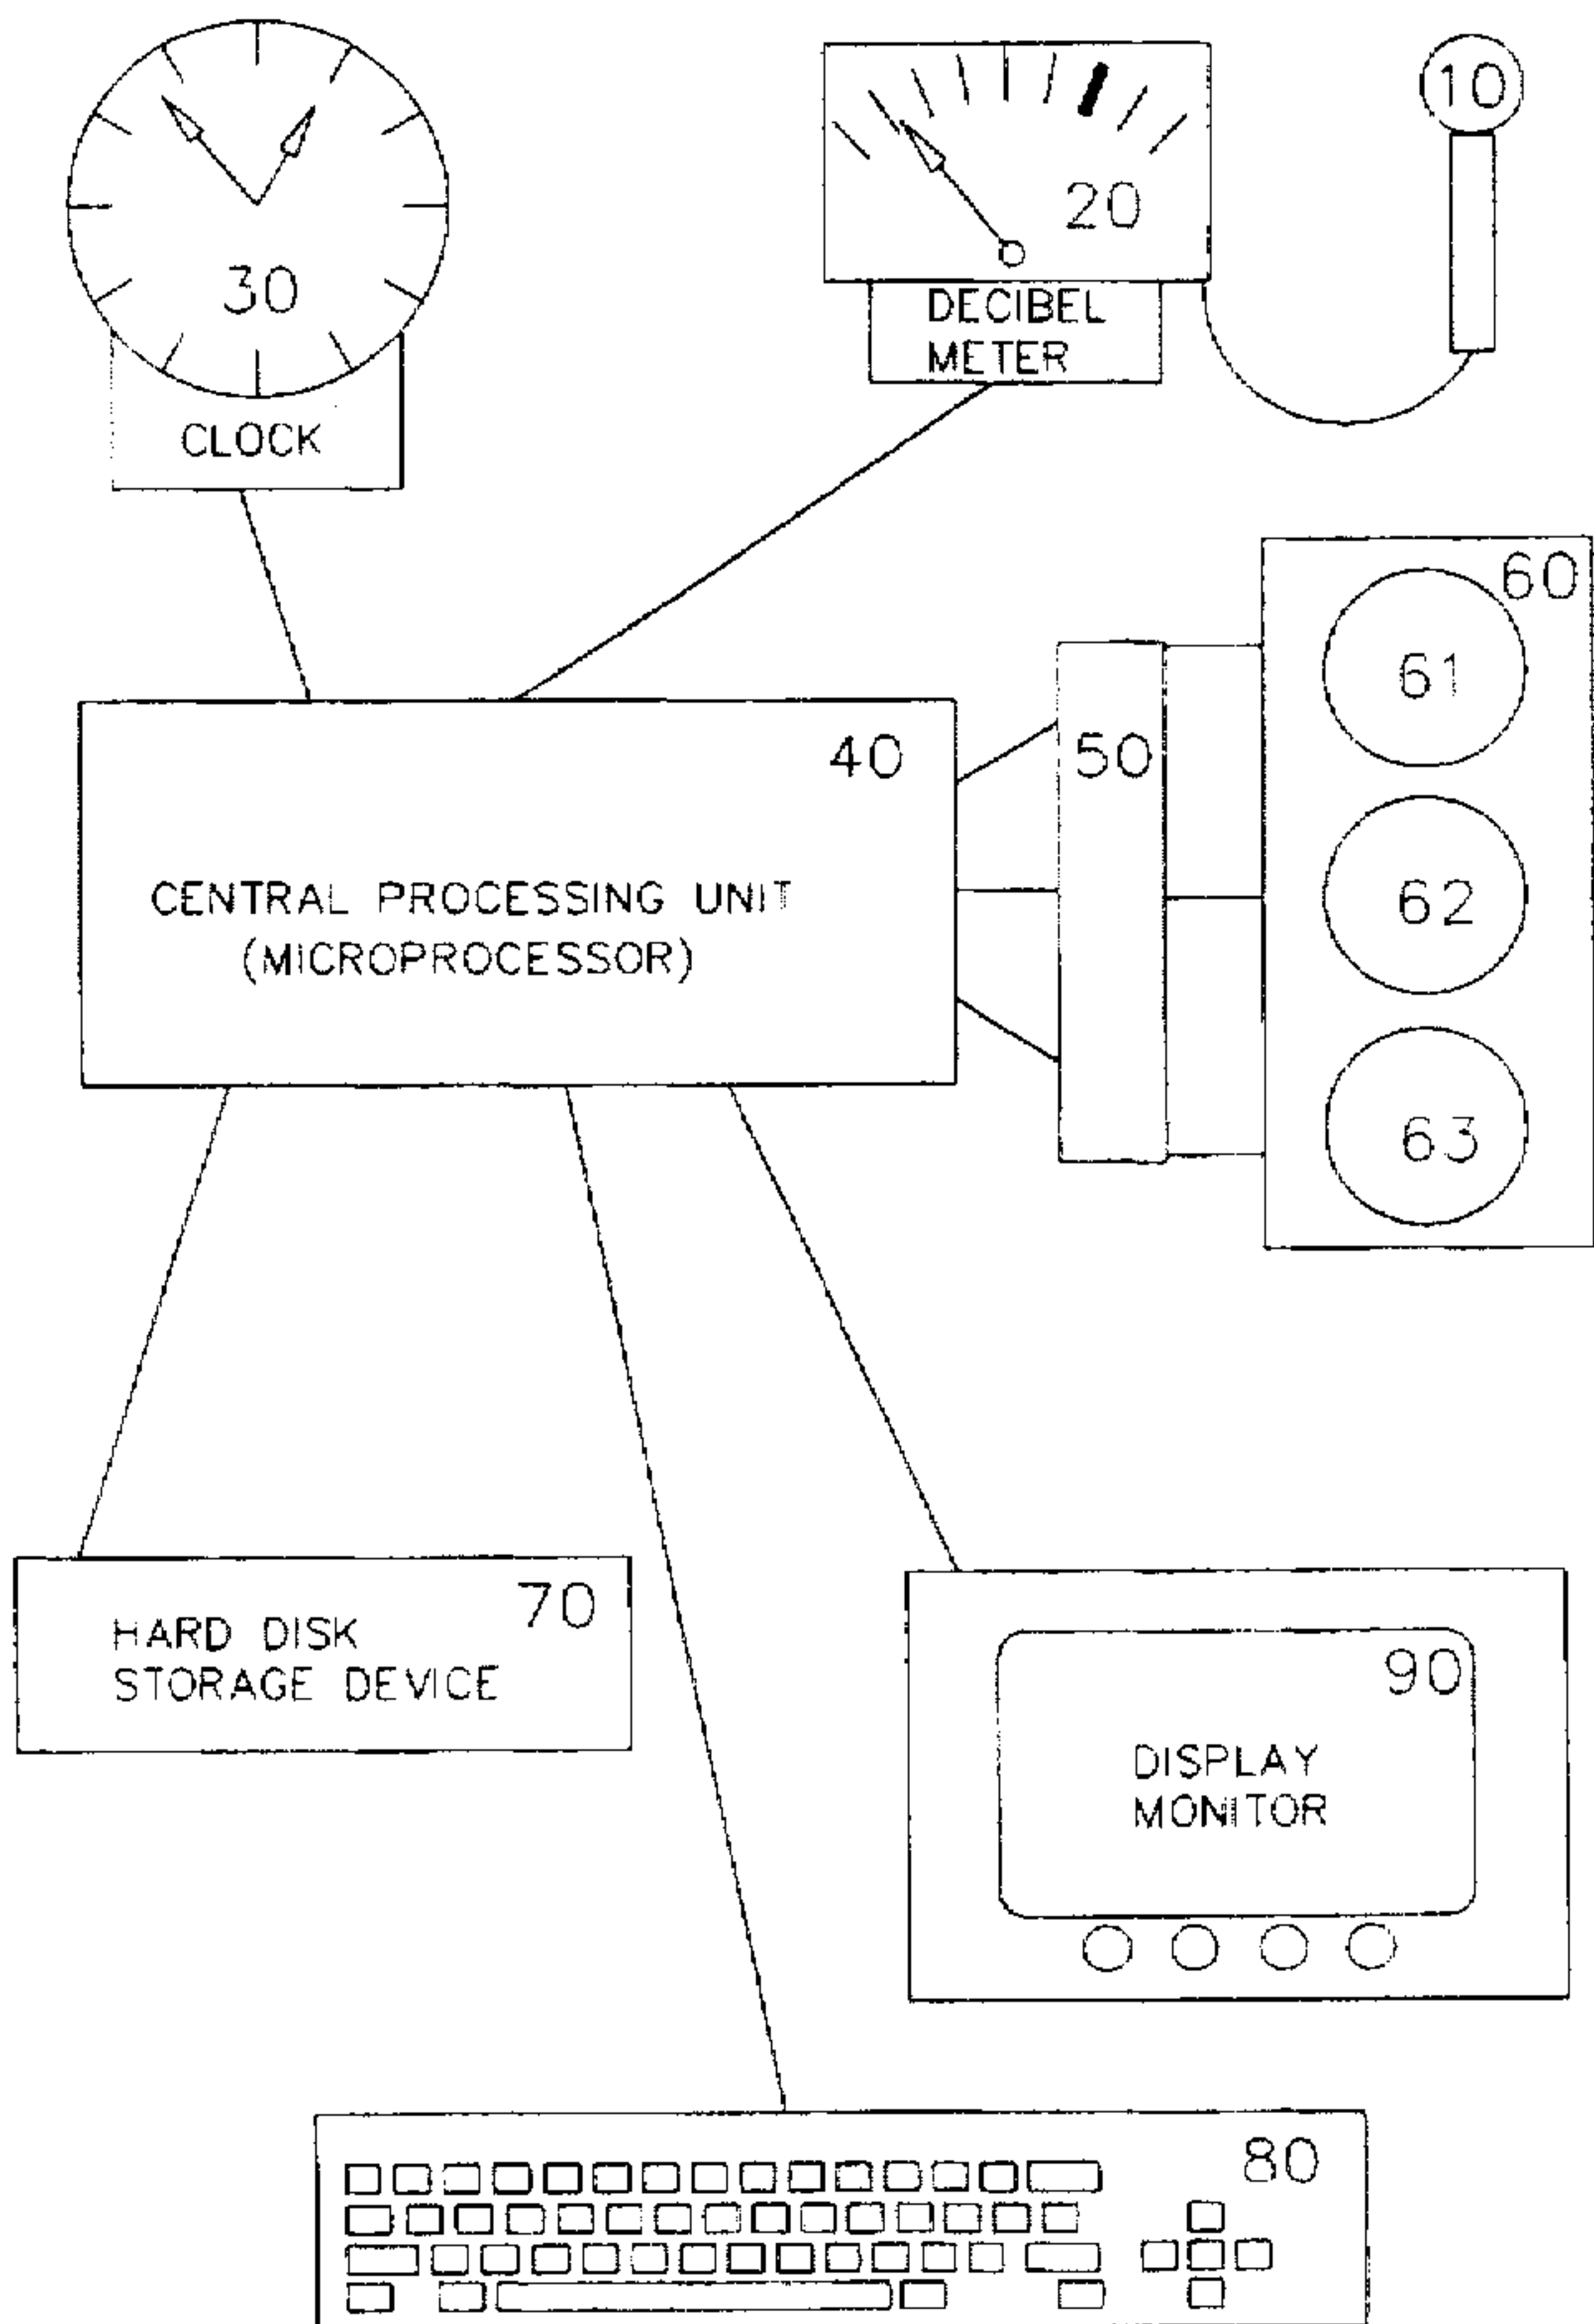 10
20
30
DECIBEL
METER
CLOCK
60
61
40
50
CENTRAL PROCESSING UNIT
(MICROPROCESSOR)
62
63
70
HARD DISK
STORAGE DEVICE
90
DISPLAY
MONITOR
80